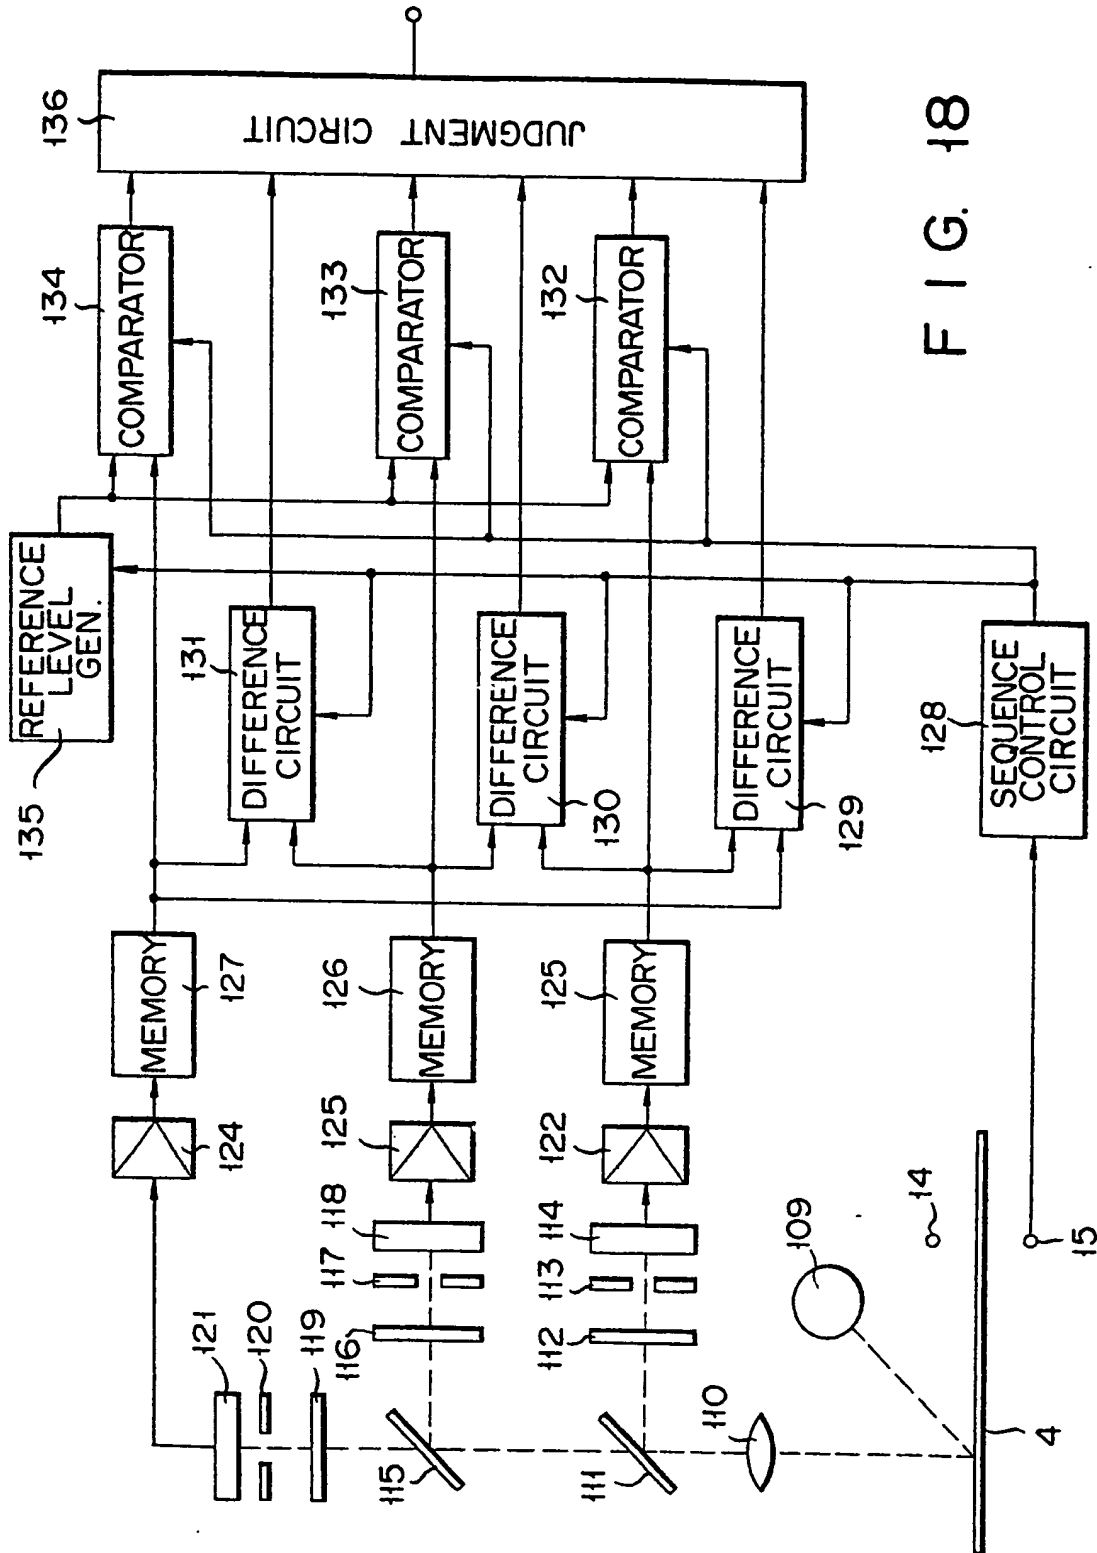 FIG. 18
136
JUDGMENT CIRCUIT
134
COMPARATOR
133
COMPARATOR
132
COMPARATOR
REFERENCE
LEVEL
GEN.
135
131
DIFFERENCE
CIRCUIT
DIFFERENCE
CIRCUIT
130
DIFFERENCE
CIRCUIT
129
128
SEQUENCE
CONTROL
CIRCUIT
MEMORY
127
126
MEMORY
125
MEMORY
124
125
122
118
117
116
114
113
112
121
120
119
115
111
110
109
14
15
4